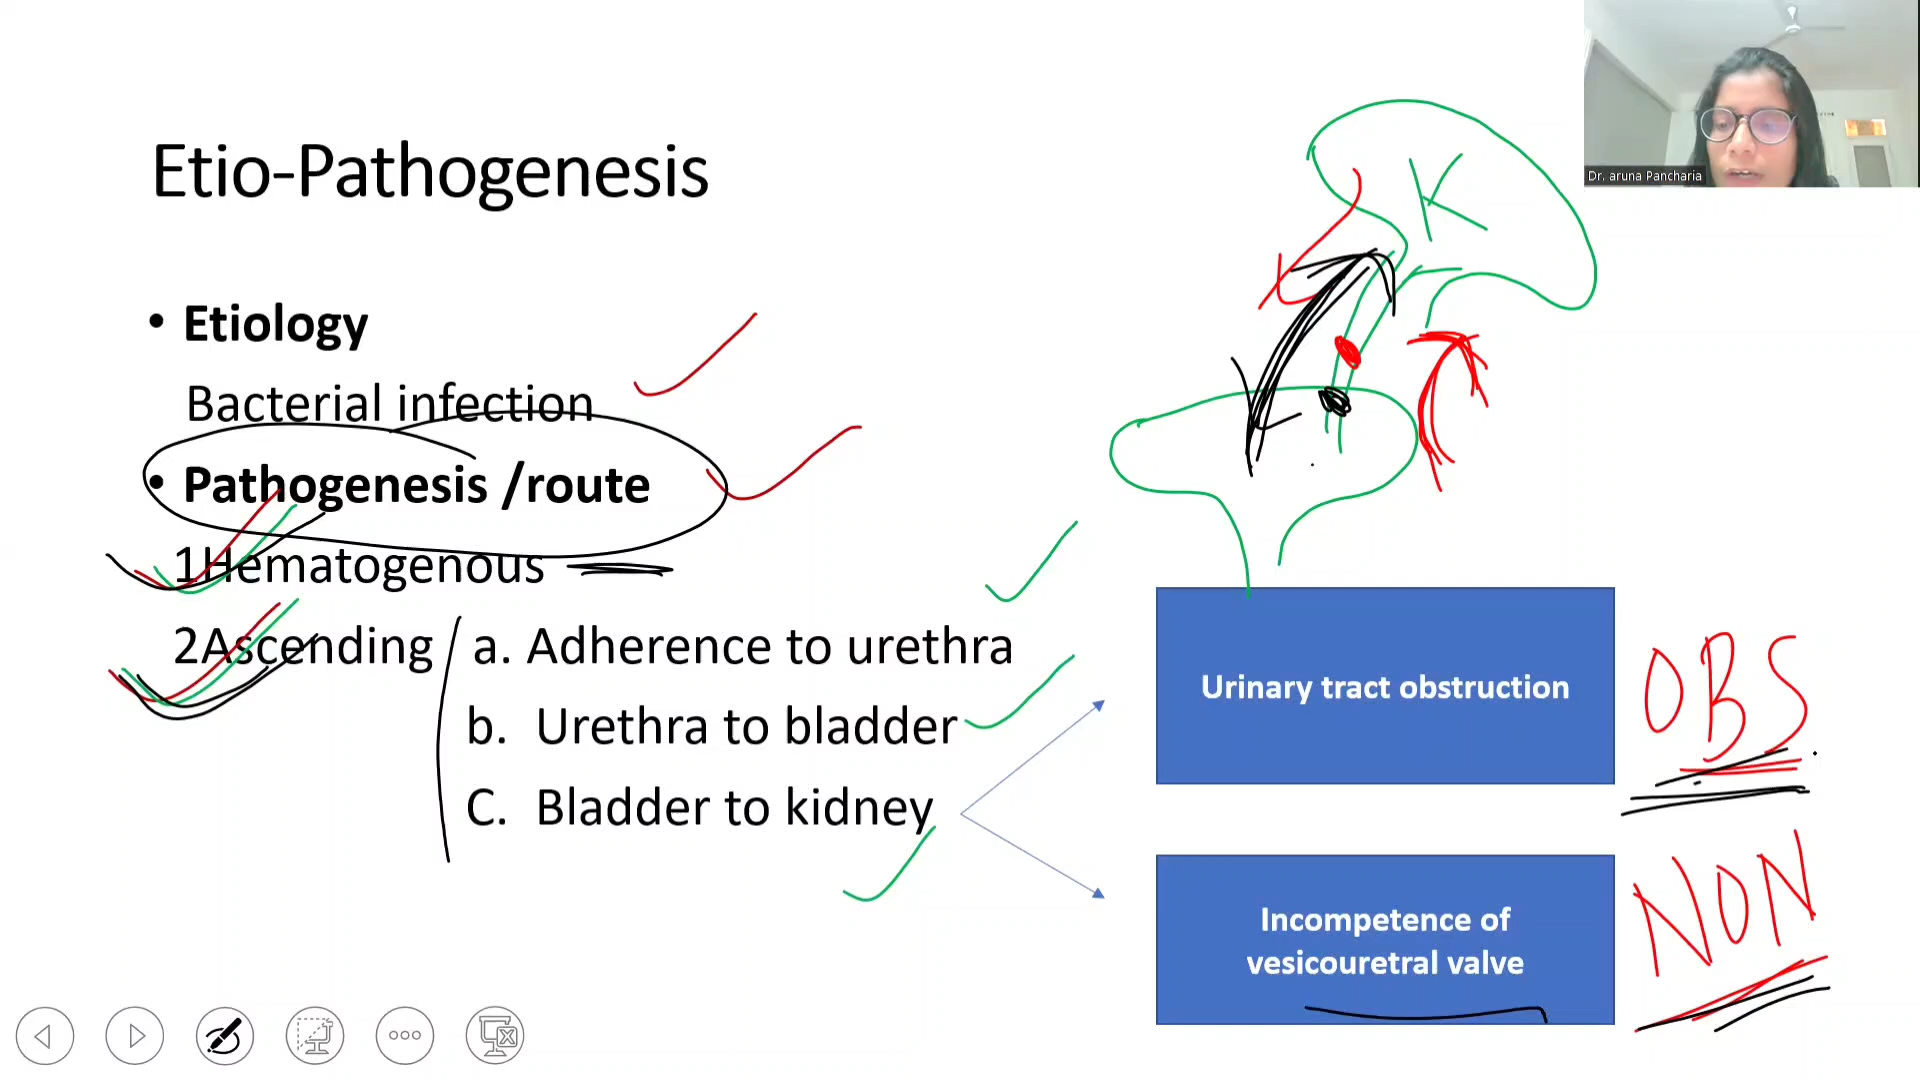 Dr. aruna Pancharia
Etio-Pathogenesis
K
• Etiology
Bacterial infection
• Pathogenesis /route
1Hematogenous
2Ascending a. Adherence to urethra
b. Urethra to bladder
C. Bladder to kidney
Urinary tract obstruction
OBS
Incompetence of
vesicouretral valve
NON